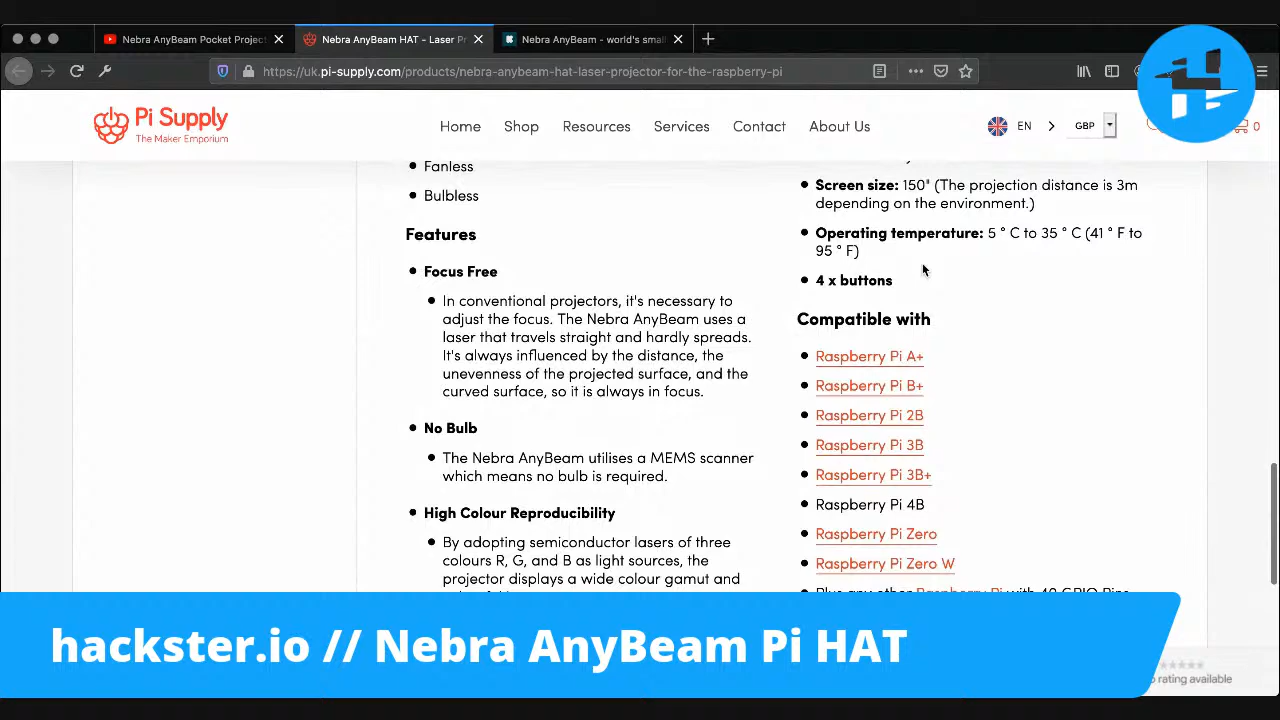 Nebra AnyBeam Pocket Project
Nebra AnyBeam HAT - Laser Pr
Nebra AnyBeam - world's small
https://uk.pi-supply.com/products/nebra-anybeam-hat-laser-projector-for-the-raspberry-pi
Pi Supply
The Maker Emporium
Home
Shop
Resources
Services
Contact
About Us
EN
GBP
0
Fanless
Bulbless
Features
Focus Free
In conventional projectors, it's necessary to
adjust the focus. The Nebra AnyBeam uses a
laser that travels straight and hardly spreads.
It's always influenced by the distance, the
unevenness of the projected surface, and the
curved surface, so it is always in focus.
No Bulb
The Nebra AnyBeam utilises a MEMS scanner
which means no bulb is required.
High Colour Reproducibility
By adopting semiconductor lasers of three
colours R, G, and B as light sources, the
projector displays a wide colour gamut and
Screen size: 150" (The projection distance is 3m
depending on the environment.)
Operating temperature: 5 ° C to 35 ° C (41 ° F to
95 ° F)
4 x buttons
Compatible with
Raspberry Pi A+
Raspberry Pi B+
Raspberry Pi 2B
Raspberry Pi 3B
Raspberry Pi 3B+
Raspberry Pi 4B
Raspberry Pi Zero
Raspberry Pi Zero W
Plus any other Raspberry Pi with 40 GPIO Pins
rating available
hackster.io // Nebra AnyBeam Pi HAT